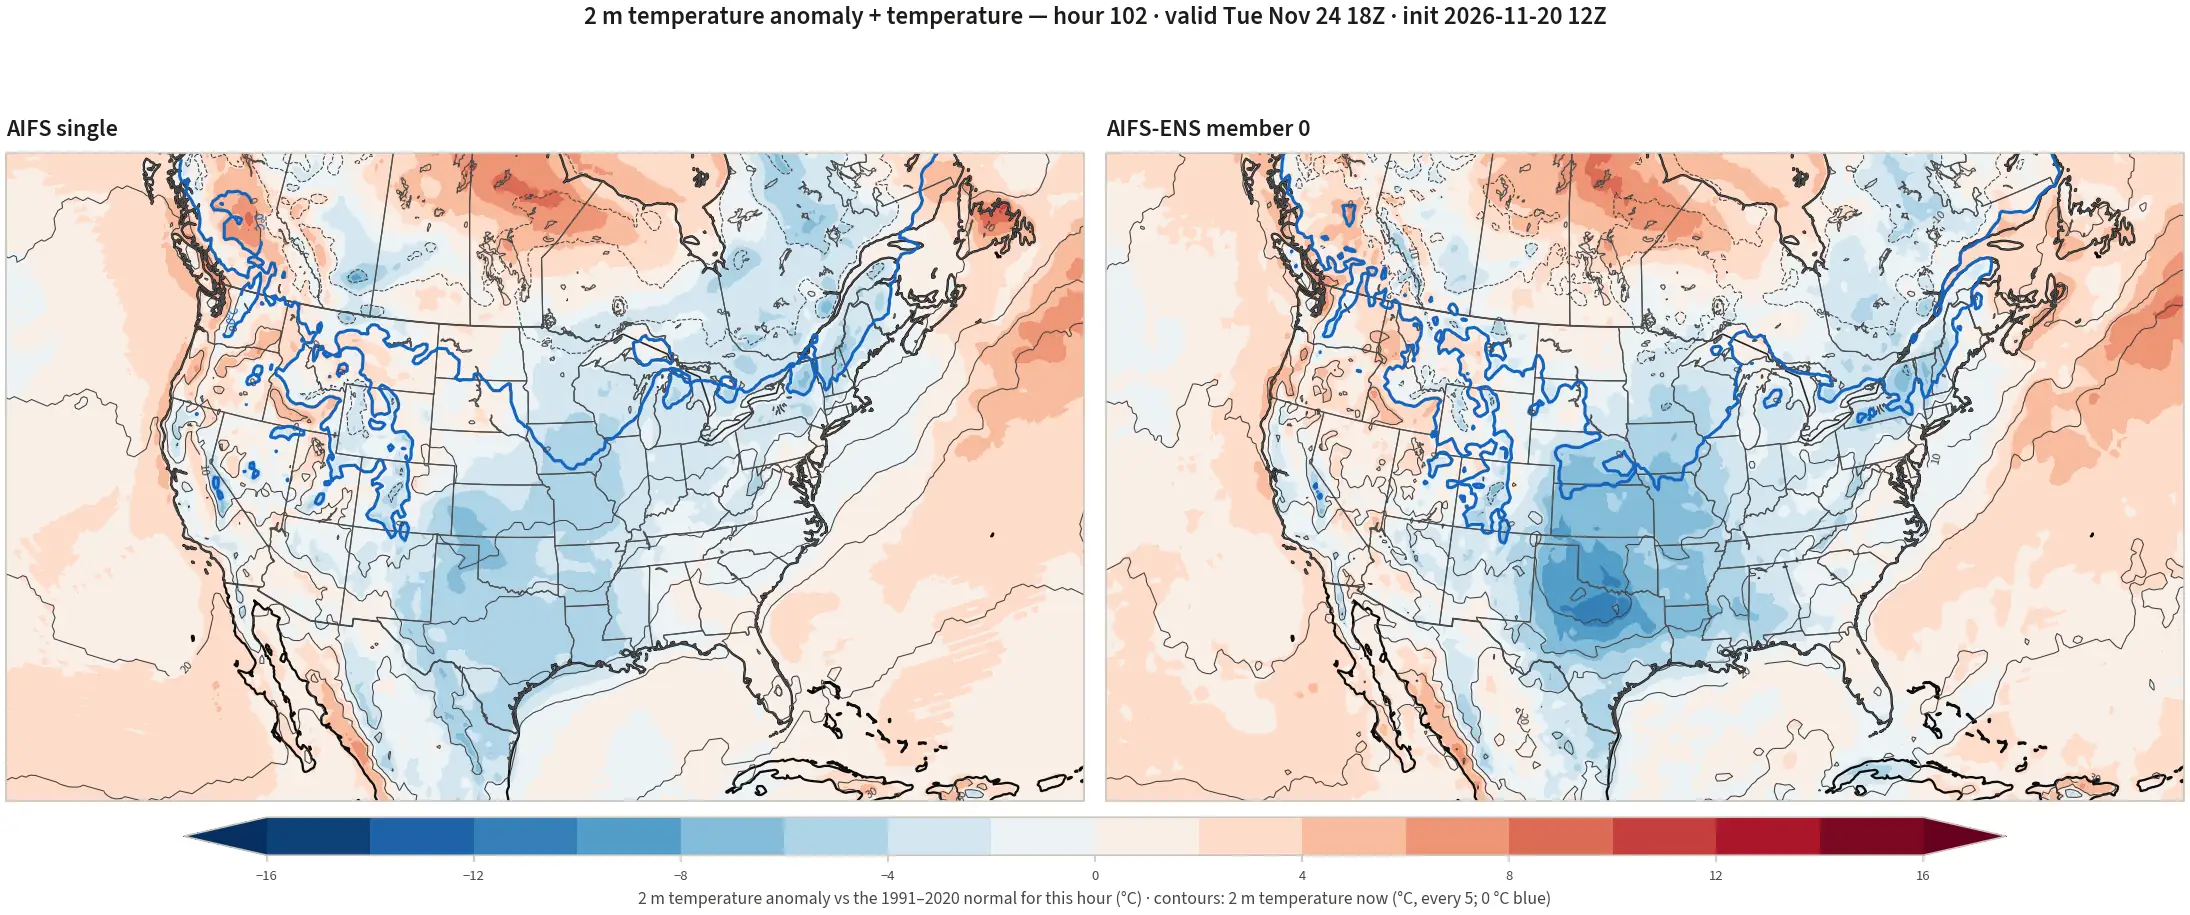 2 m temperature anomaly + temperature — hour 102 · valid Tue Nov 24 18Z · init 2026-11-20 12Z
AIFS single
AIFS-ENS member 0
−16
−12
−8
−4
0
4
8
12
16
2 m temperature anomaly vs the 1991–2020 normal for this hour (°C) · contours: 2 m temperature now (°C, every 5; 0 °C blue)